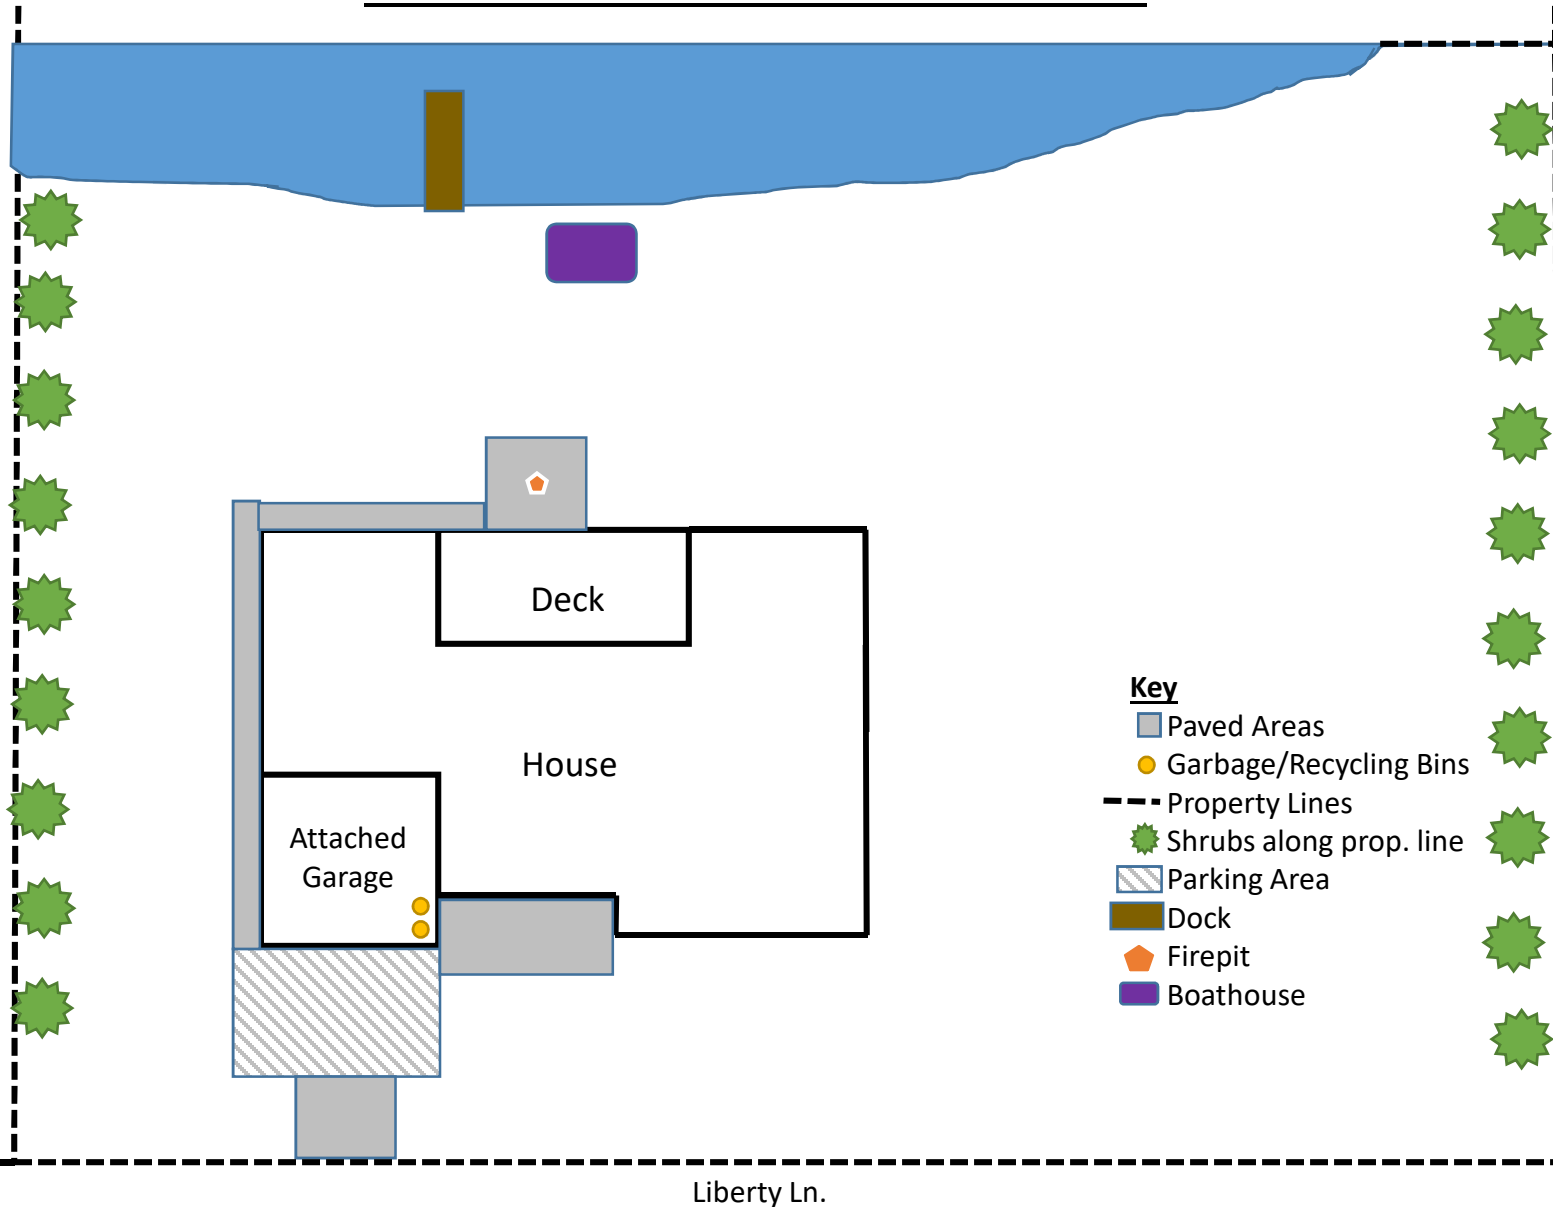 Deck
House
Attached
Garage
Key
Paved Areas
Garbage/Recycling Bins
Property Lines
Shrubs along prop. line
Parking Area
Dock
Firepit
Boathouse
Liberty Ln.